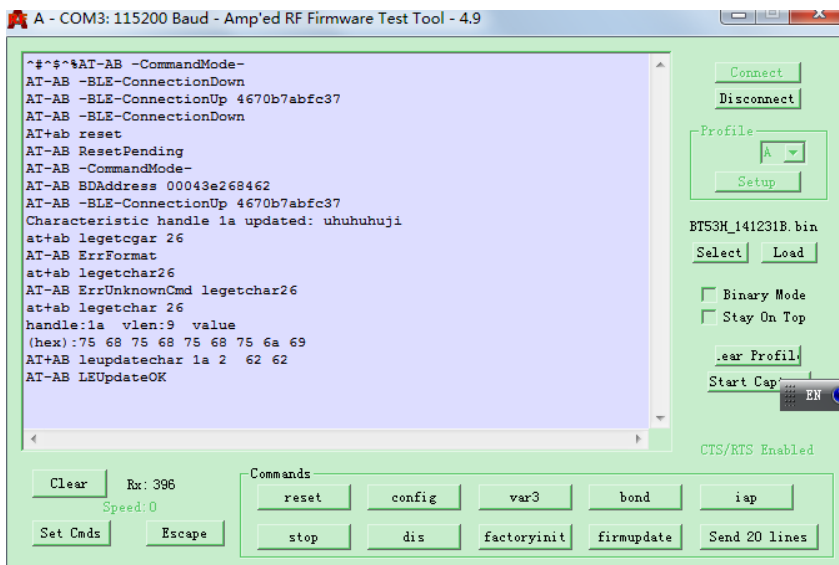 A - COM3: 115200 Baud - Amp'ed RF Firmware Test Tool - 4.9
^#^$^%AT-AB -CommandMode-
AT-AB -BLE-ConnectionDown
AT-AB -BLE-ConnectionUp 4670b7abfc37
AT-AB -BLE-ConnectionDown
AT+ab reset
AT-AB ResetPending
AT-AB -CommandMode-
AT-AB BDAddress 00043e268462
AT-AB -BLE-ConnectionUp 4670b7abfc37
Characteristic handle 1a updated: uhuhuhuji
at+ab legetcgar 26
AT-AB ErrFormat
at+ab legetchar26
AT-AB ErrUnknownCmd legetchar26
at+ab legetchar 26
handle:1a  vlen:9  value
(hex):75 68 75 68 75 68 75 6a 69
AT+AB leupdatechar 1a 2  62 62
AT-AB LEUpdateOK
Connect
Disconnect
Profile
A
Setup
BT53H_141231B.bin
Select Load
Binary Mode
Stay On Top
.ear Profil
Start Cap
EN
CTS/RTS Enabled
Clear Rx: 396
Speed:0
Set Cmds Escape
Commands
reset config var3 bond iap
stop dis factoryinit firmupdate Send 20 lines